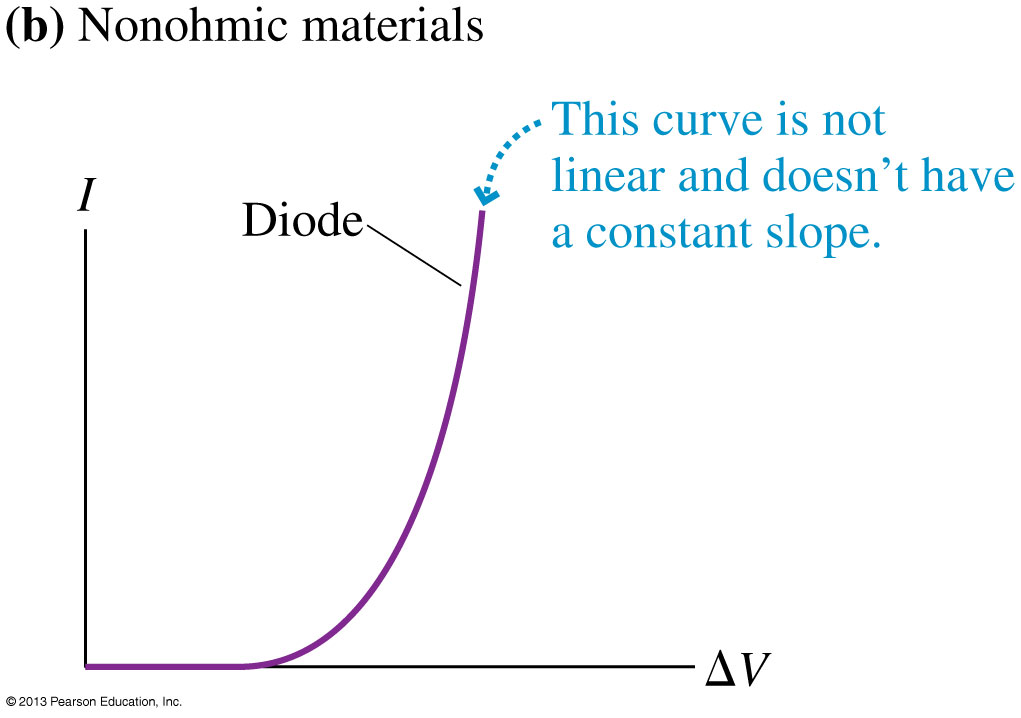 (b) Nonohmic materials
This curve is not
linear and doesn’t have
a constant slope.
I
Diode
ΔV
© 2013 Pearson Education, Inc.